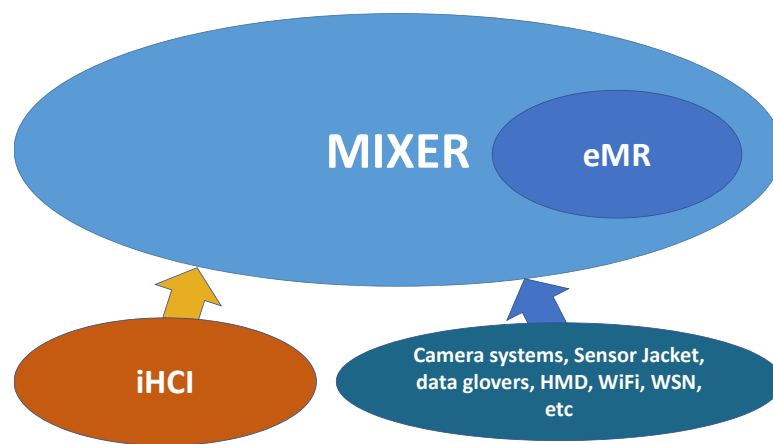 MIXER
eMR
iHCI
Camera systems, Sensor Jacket,
data glovers, HMD, WiFi, WSN,
etc